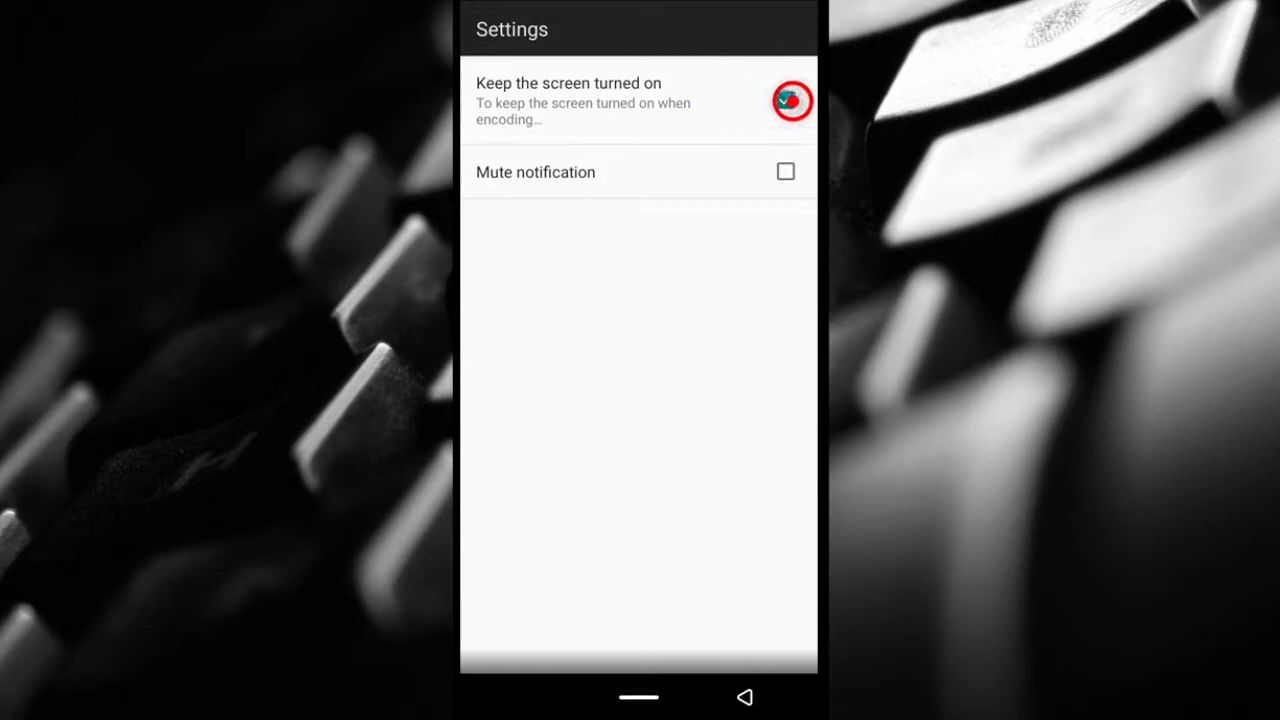 Settings
Keep the screen turned on
To keep the screen turned on when
encoding...
Mute notification